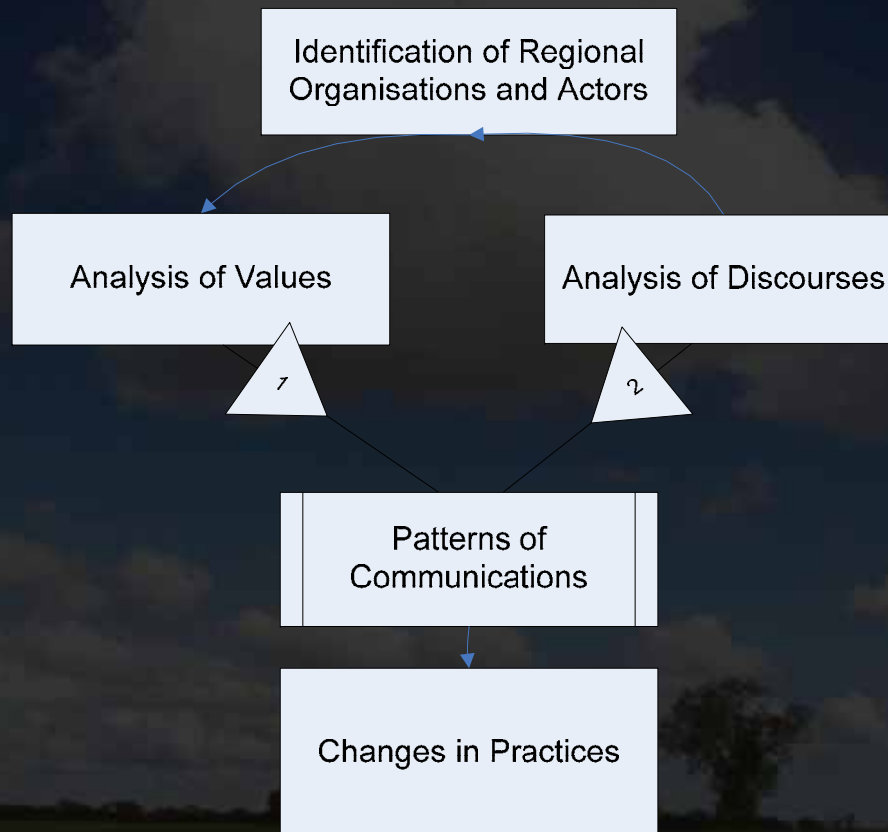 Identification of Regional
Organisations and Actors
Analysis of Values
Analysis of Discourses
1
2
Patterns of
Communications
Changes in Practices